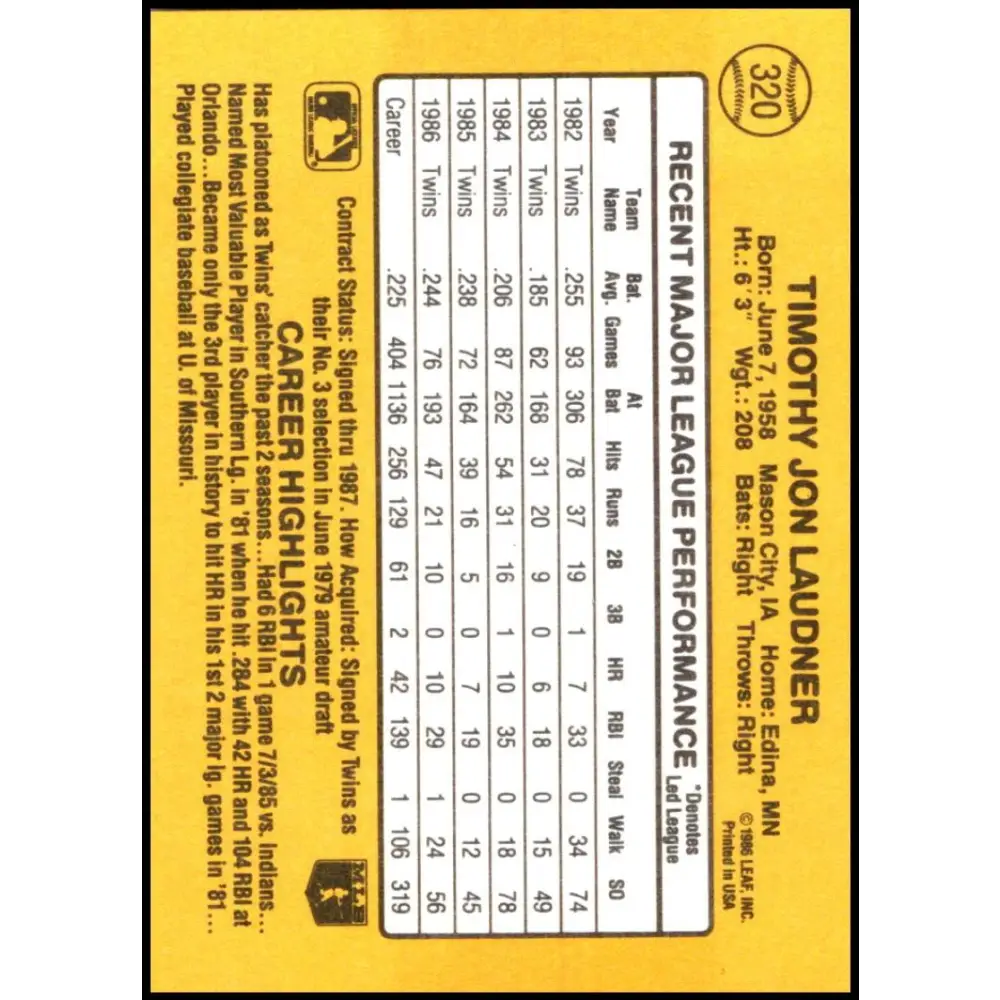 320
TIMOTHY JON LAUDNER
Born: June 7, 1958 Mason City, IA Home: Edina, MN
Ht.: 6'3" Wgt.: 208 Bats: Right Throws: Right
© 1986 LEAF, INC.
Printed in USA
RECENT MAJOR LEAGUE PERFORMANCE *Denotes Led League
Year Team Name Bat. Avg. Games At Bat Hits Runs 2B 3B HR RBI Steal Walk SO
1982 Twins .255 93 306 78 37 19 1 7 33 0 34 74
1983 Twins .185 62 168 31 20 9 0 6 18 0 15 49
1984 Twins .206 87 262 54 31 16 1 10 35 0 18 78
1985 Twins .238 72 164 39 16 5 0 7 19 0 12 45
1986 Twins .244 76 193 47 21 10 0 10 29 1 24 56
Career .225 404 1136 256 129 61 2 42 139 1 106 319
Contract Status: Signed thru 1987. How Acquired: Signed by Twins as
their No. 3 selection in June 1979 amateur draft
MLB
CAREER HIGHLIGHTS
Has platooned as Twins' catcher the past 2 seasons...Had 6 RBI in 1 game 7/3/85 vs. Indians...
Named Most Valuable Player in Southern Lg. in '81 when he hit .284 with 42 HR and 104 RBI at
Orlando...Became only the 3rd player in history to hit HR in his 1st 2 major lg. games in '81...
Played collegiate baseball at U. of Missouri.